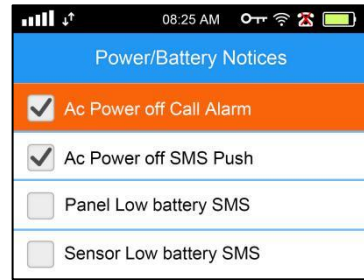 08:25 AM
Power/Battery Notices
Ac Power off Call Alarm
Ac Power off SMS Push
Panel Low battery SMS
Sensor Low battery SMS